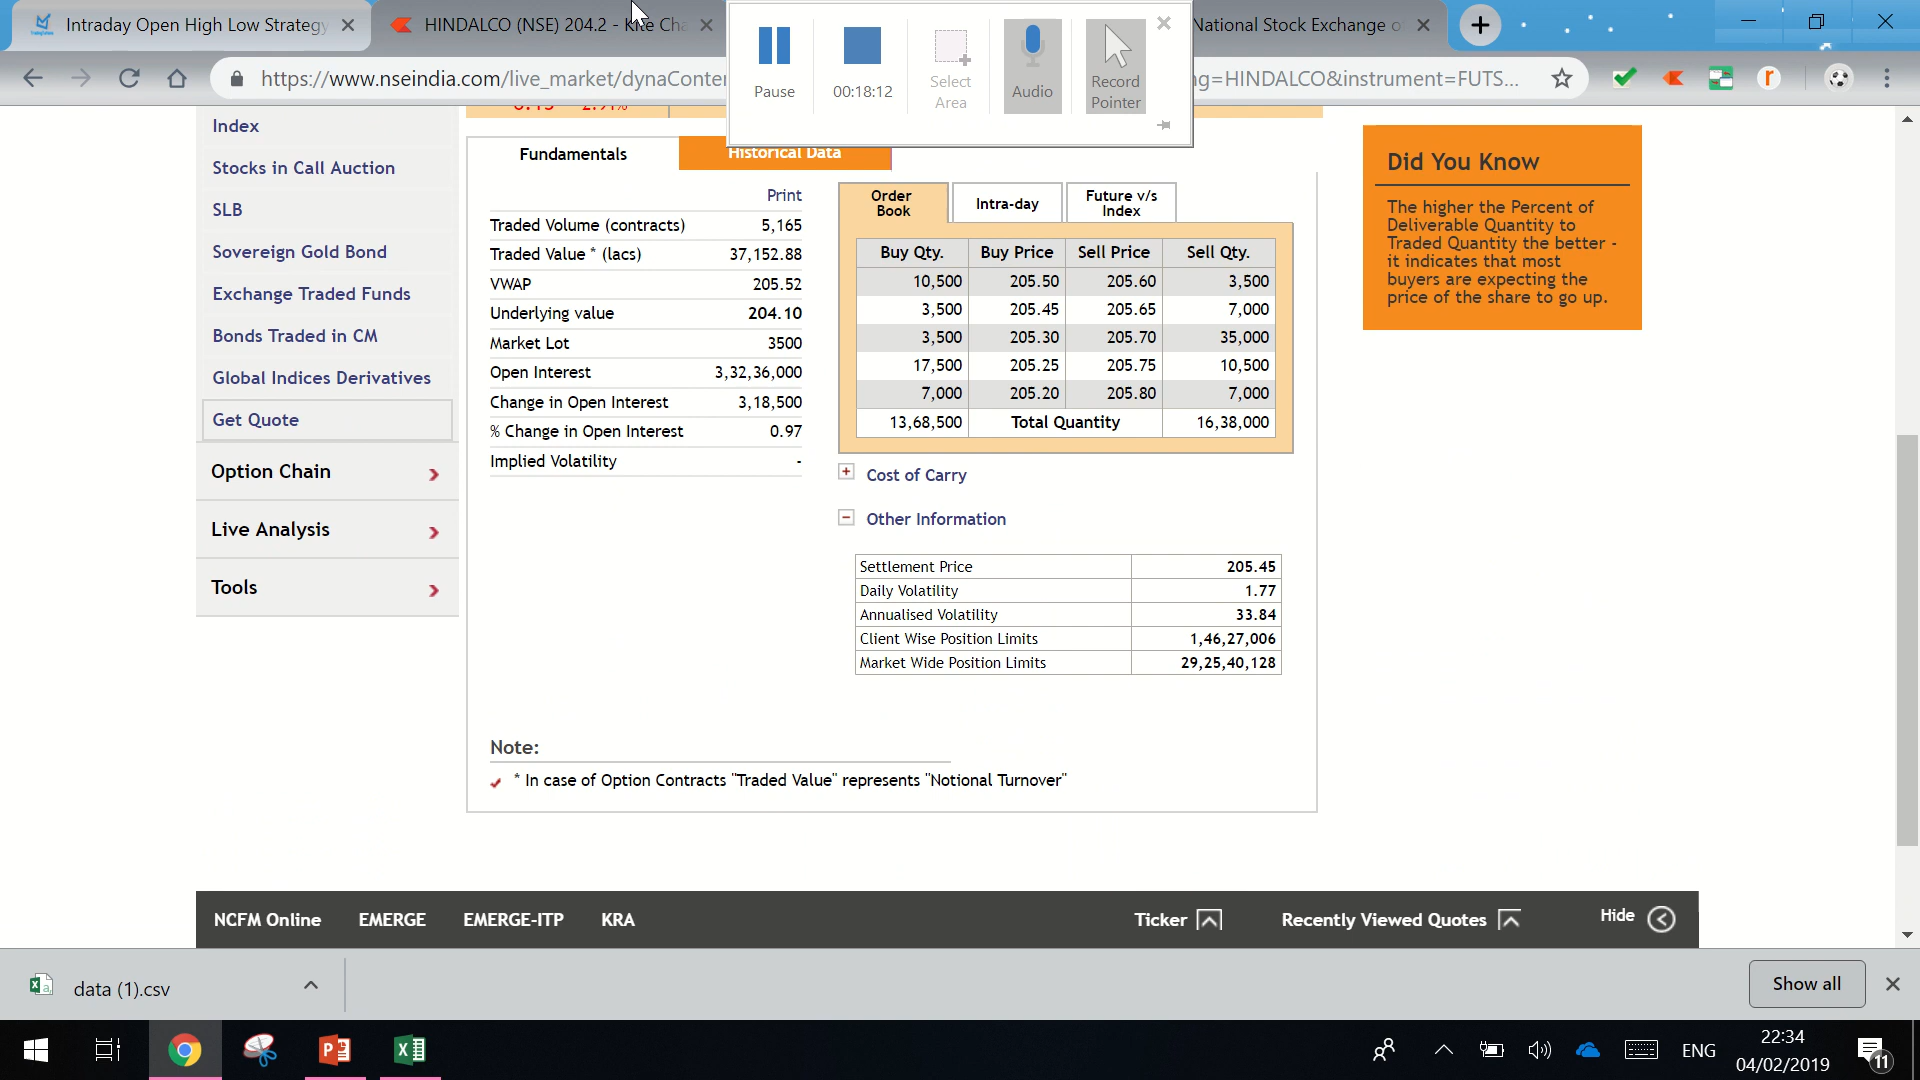 Intraday Open High Low Strategy
HINDALCO (NSE) 204.2 - Kite Cha
National Stock Exchange o
https://www.nseindia.com/live_market/dynaConten
ng=HINDALCO&instrument=FUTS...
Pause
00:18:12
Select Area
Audio
Record Pointer
Index
Stocks in Call Auction
SLB
Sovereign Gold Bond
Exchange Traded Funds
Bonds Traded in CM
Global Indices Derivatives
Get Quote
Option Chain
Live Analysis
Tools
Fundamentals
Historical Data
Print
Traded Volume (contracts) 5,165
Traded Value * (lacs) 37,152.88
VWAP 205.52
Underlying value 204.10
Market Lot 3500
Open Interest 3,32,36,000
Change in Open Interest 3,18,500
% Change in Open Interest 0.97
Implied Volatility -
Order Book
Intra-day
Future v/s Index
Buy Qty. Buy Price Sell Price Sell Qty.
10,500 205.50 205.60 3,500
3,500 205.45 205.65 7,000
3,500 205.30 205.70 35,000
17,500 205.25 205.75 10,500
7,000 205.20 205.80 7,000
13,68,500 Total Quantity 16,38,000
Cost of Carry
Other Information
Settlement Price 205.45
Daily Volatility 1.77
Annualised Volatility 33.84
Client Wise Position Limits 1,46,27,006
Market Wide Position Limits 29,25,40,128
Note:
* In case of Option Contracts "Traded Value" represents "Notional Turnover"
Did You Know
The higher the Percent of
Deliverable Quantity to
Traded Quantity the better -
it indicates that most
buyers are expecting the
price of the share to go up.
NCFM Online EMERGE EMERGE-ITP KRA
Ticker Recently Viewed Quotes Hide
data (1).csv
Show all
ENG
22:34
04/02/2019
11